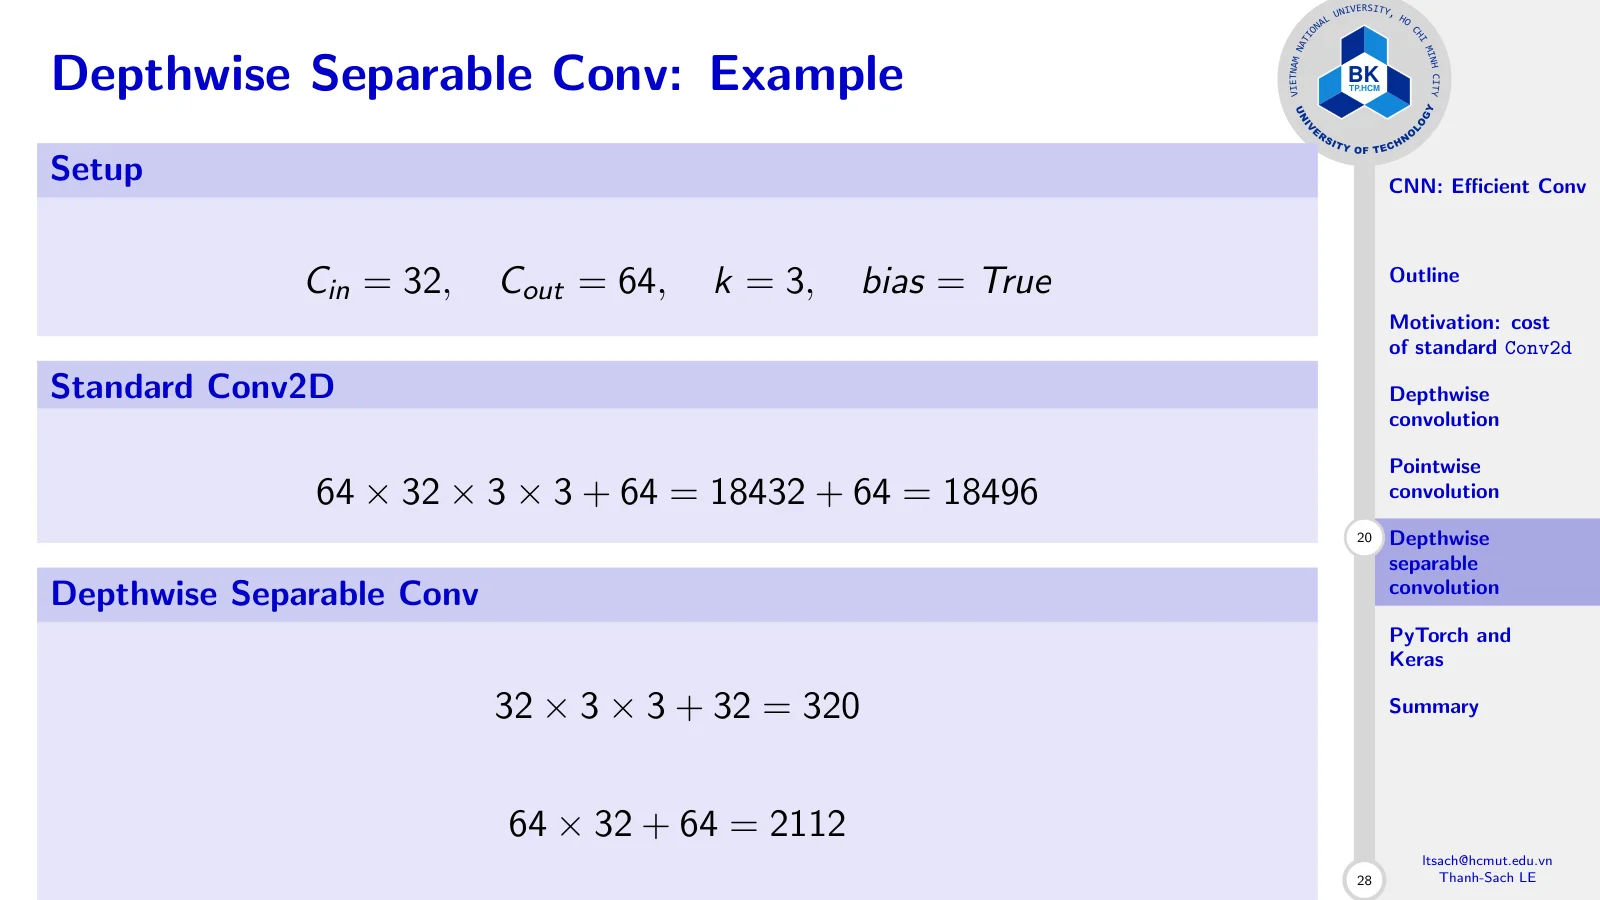 Depthwise Separable Conv: Example
VIETNAM NATIONAL UNIVERSITY, HO CHI MINH CITY
BK
TP.HCM
UNIVERSITY OF TECHNOLOGY
Setup
C_in = 32, C_out = 64, k = 3, bias = True
Standard Conv2D
64 × 32 × 3 × 3 + 64 = 18432 + 64 = 18496
Depthwise Separable Conv
32 × 3 × 3 + 32 = 320
64 × 32 + 64 = 2112
CNN: Efficient Conv
Outline
Motivation: cost
of standard Conv2d
Depthwise
convolution
Pointwise
convolution
20
Depthwise
separable
convolution
PyTorch and
Keras
Summary
ltsach@hcmut.edu.vn
Thanh-Sach LE
28